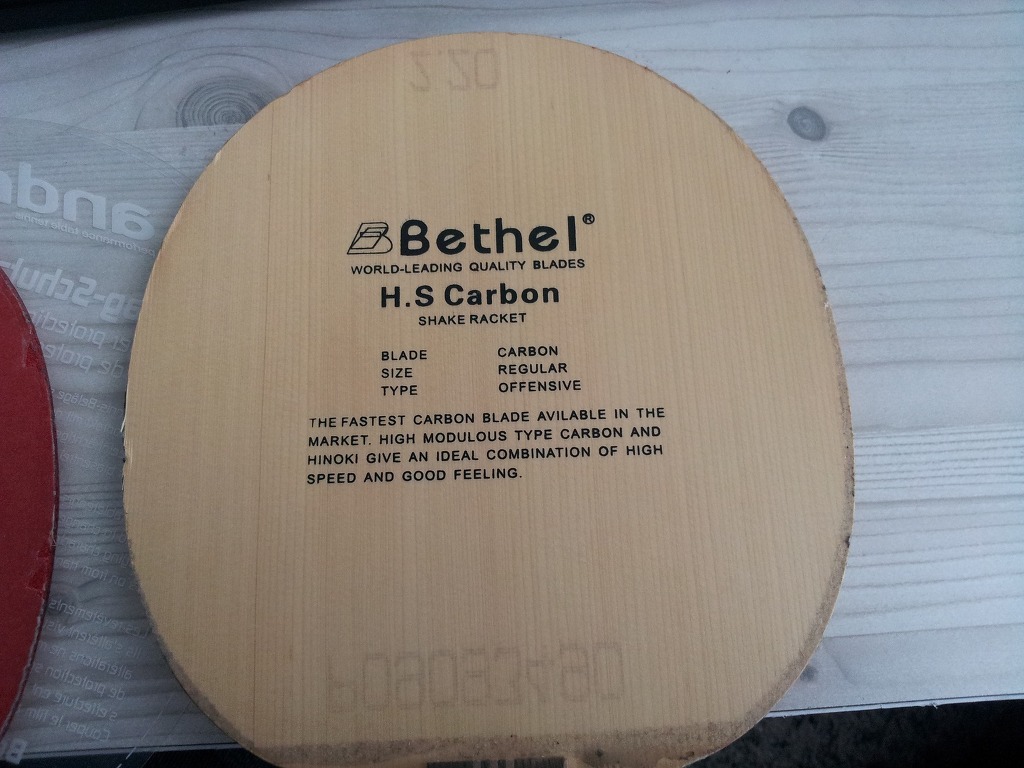 Bethel®
WORLD-LEADING QUALITY BLADES
H.S Carbon
SHAKE RACKET
BLADE CARBON
SIZE REGULAR
TYPE OFFENSIVE
THE FASTEST CARBON BLADE AVILABLE IN THE
MARKET. HIGH MODULOUS TYPE CARBON AND
HINOKI GIVE AN IDEAL COMBINATION OF HIGH
SPEED AND GOOD FEELING.